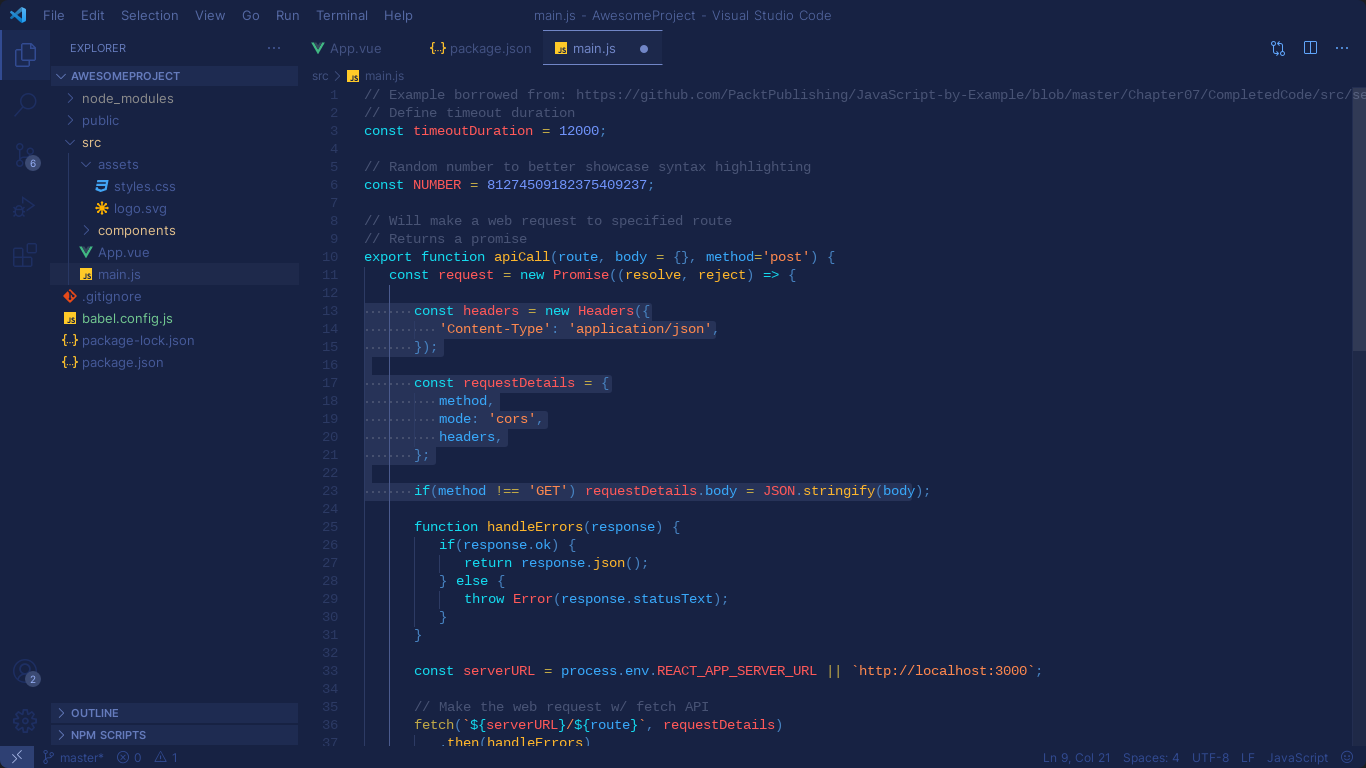 File Edit Selection View Go Run Terminal Help
main.js - AwesomeProject - Visual Studio Code
EXPLORER
App.vue
package.json
main.js
AWESOMEPROJECT
node_modules
public
src
assets
styles.css
logo.svg
components
App.vue
main.js
.gitignore
babel.config.js
package-lock.json
package.json
6
2
OUTLINE
NPM SCRIPTS
src > main.js
1 // Example borrowed from: https://github.com/PacktPublishing/JavaScript-by-Example/blob/master/Chapter07/CompletedCode/src/se
2 // Define timeout duration
3 const timeoutDuration = 12000;
4
5 // Random number to better showcase syntax highlighting
6 const NUMBER = 81274509182375409237;
7
8 // Will make a web request to specified route
9 // Returns a promise
10 export function apiCall(route, body = {}, method='post') {
11 const request = new Promise((resolve, reject) => {
12
13 const headers = new Headers({
14 'Content-Type': 'application/json',
15 });
16
17 const requestDetails = {
18 method,
19 mode: 'cors',
20 headers,
21 };
22
23 if(method !== 'GET') requestDetails.body = JSON.stringify(body);
24
25 function handleErrors(response) {
26 if(response.ok) {
27 return response.json();
28 } else {
29 throw Error(response.statusText);
30 }
31 }
32
33 const serverURL = process.env.REACT_APP_SERVER_URL || `http://localhost:3000`;
34
35 // Make the web request w/ fetch API
36 fetch(`${serverURL}/${route}`, requestDetails)
37 .then(handleErrors)
master* 0 1
Ln 9, Col 21 Spaces: 4 UTF-8 LF JavaScript